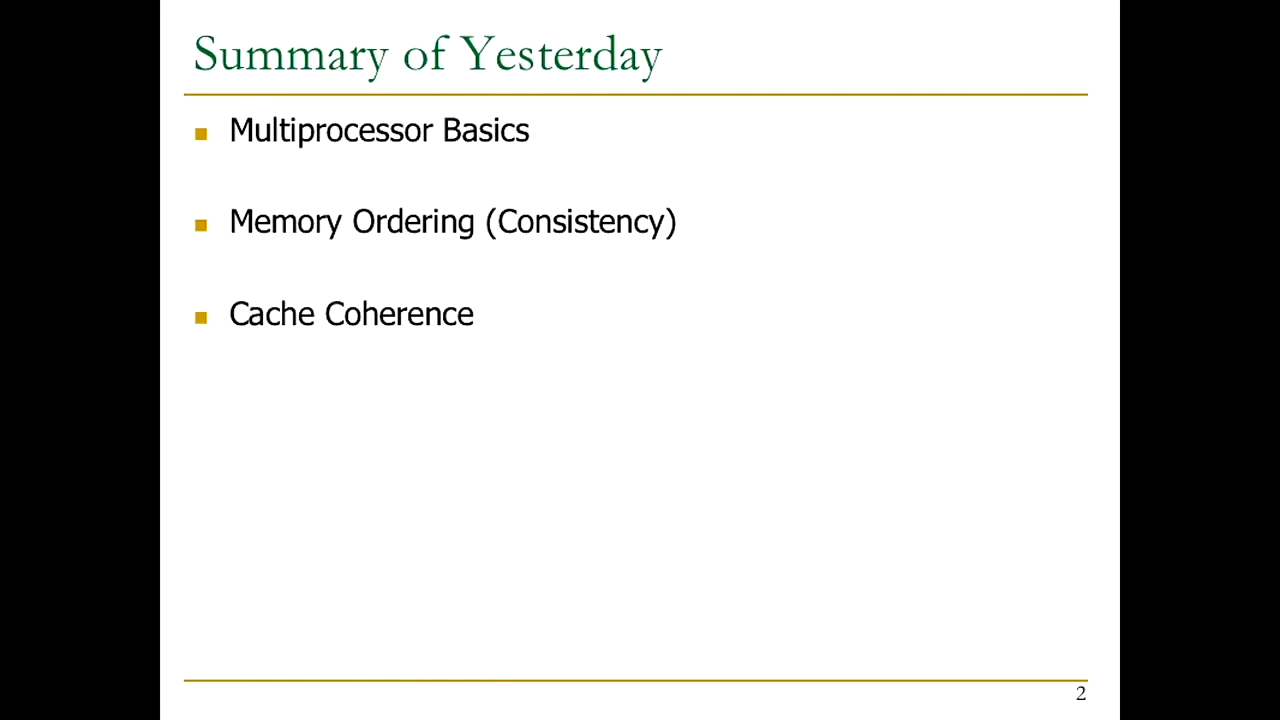 Summary of Yesterday
Multiprocessor Basics
Memory Ordering (Consistency)
Cache Coherence
2